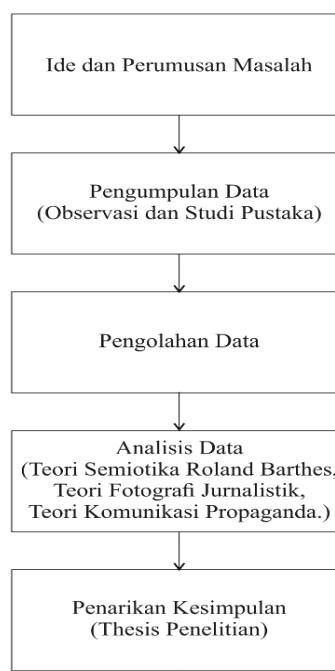 Ide dan Perumusan Masalah
Pengumpulan Data
(Observasi dan Studi Pustaka)
Pengolahan Data
Analisis Data
(Teori Semiotika Roland Barthes,
Teori Fotografi Jurnalistik,
Teori Komunikasi Propaganda.)
Penarikan Kesimpulan
(Thesis Penelitian)